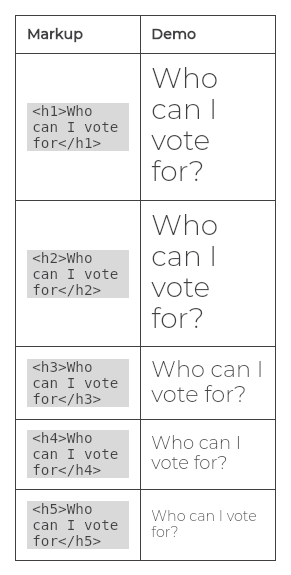 Markup Demo
<h1>Who
can I vote
for</h1>
Who
can I
vote
for?
<h2>Who
can I vote
for</h2>
Who
can I
vote
for?
<h3>Who
can I vote
for</h3>
Who can I
vote for?
<h4>Who
can I vote
for</h4>
Who can I
vote for?
<h5>Who
can I vote
for</h5>
Who can I vote
for?